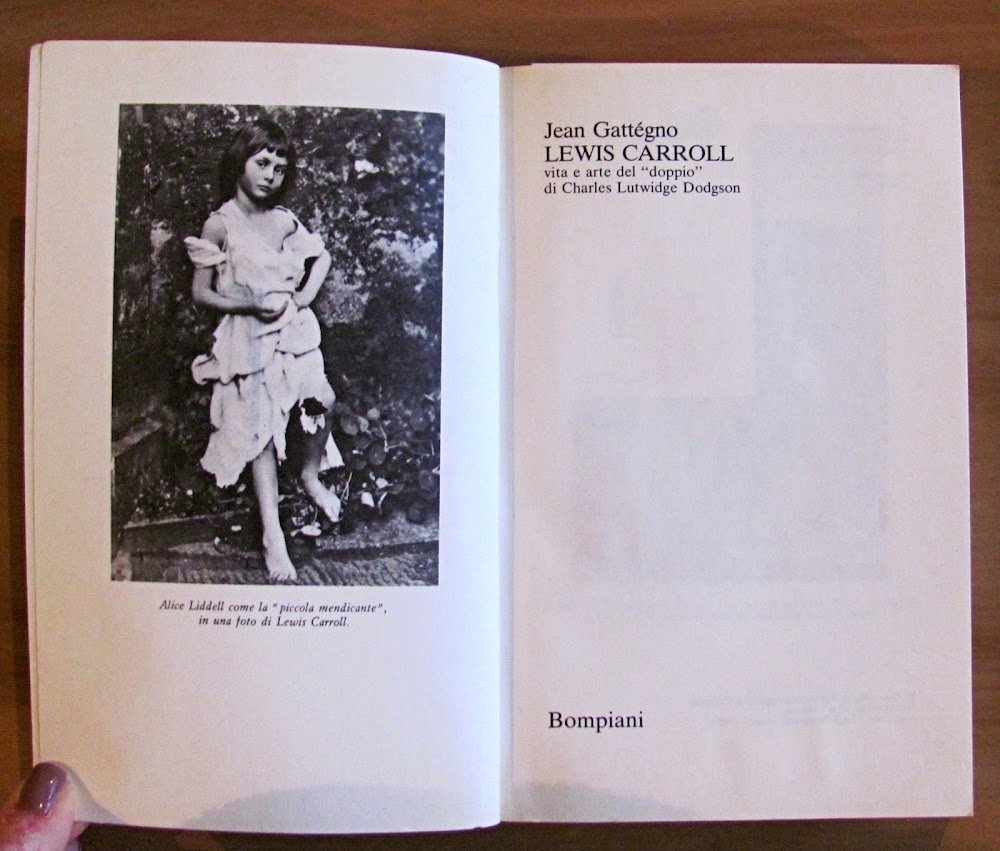 Alice Liddell come la "piccola mendicante",
in una foto di Lewis Carroll.
Jean Gattégno
LEWIS CARROLL
vita e arte del "doppio"
di Charles Lutwidge Dodgson
Bompiani